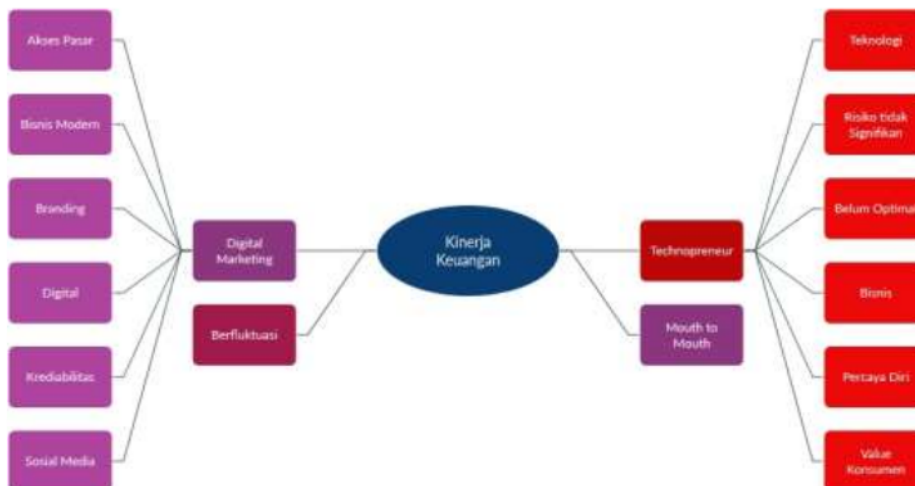 Akses Pasar
Bisnis Modern
Branding
Digital
Krediabilitas
Sosial Media
Digital
Marketing
Berfluktuasi
Kinerja
Keuangan
Technopreneur
Mouth to
Mouth
Teknologi
Risiko tidak
Signifikan
Belum Optimal
Bisnis
Percaya Diri
Value
Konsumen